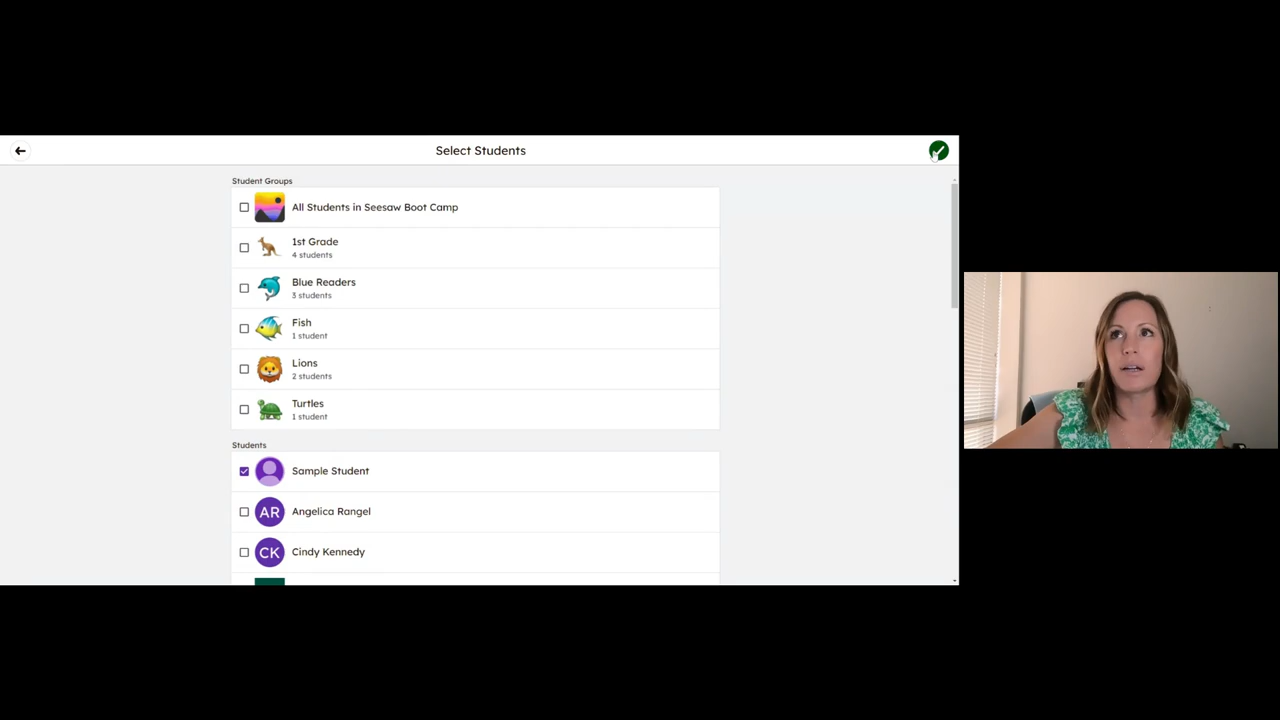 Select Students
Student Groups
All Students in Seesaw Boot Camp
1st Grade
4 students
Blue Readers
3 students
Fish
1 student
Lions
2 students
Turtles
1 student
Students
Sample Student
AR Angelica Rangel
CK Cindy Kennedy